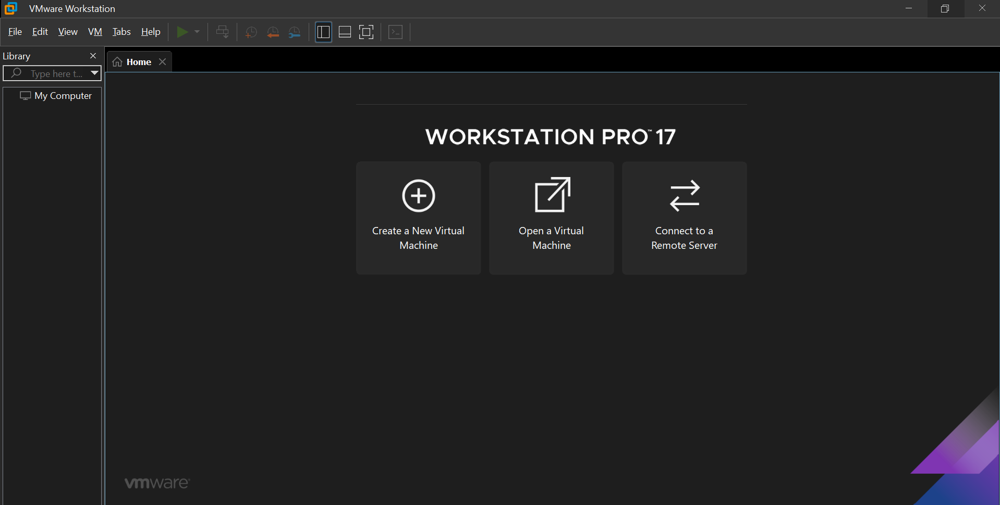 VMware Workstation
File Edit View VM Tabs Help
Library
Home
Type here t...
My Computer
WORKSTATION PRO™ 17
Create a New Virtual
Machine
Open a Virtual
Machine
Connect to a
Remote Server
vmware®